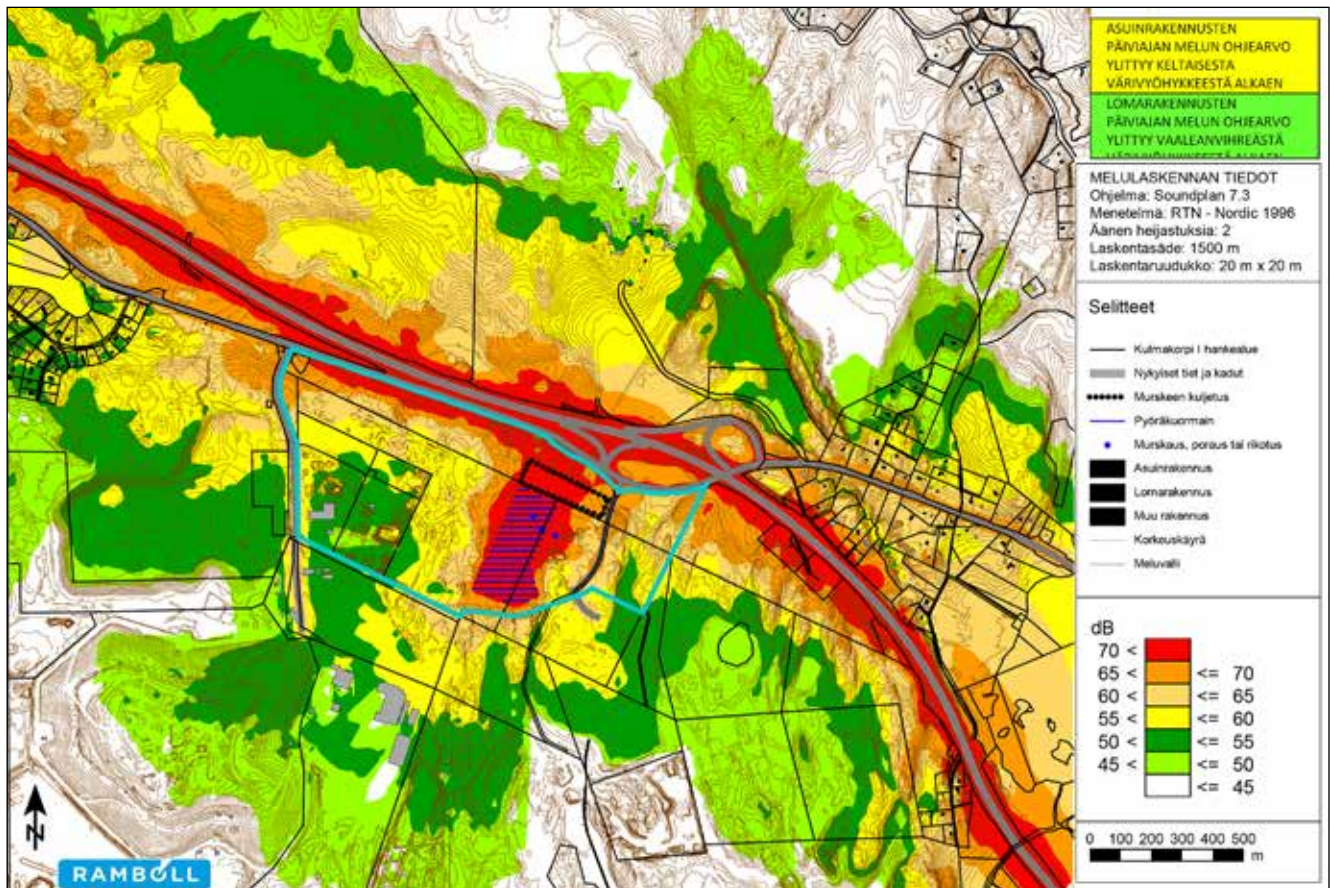 ASUINRAKENNUSTEN
PÄIVIAJAN MELUN OHJEARVO
YLITTYY KELTAISESTA
VÄRIVYÖHYKKEESTÄ ALKAEN
LOMARAKENNUSTEN
PÄIVIAJAN MELUN OHJEARVO
YLITTYY VAALEANVIHREÄSTÄ
VÄRIVYÖHYKKEESTÄ ALKAEN
MELULASKENNAN TIEDOT
Ohjelma: Soundplan 7.3
Menetelmä: RTN - Nordic 1996
Äänen heijastuksia: 2
Laskentasäde: 1500 m
Laskentaruudukko: 20 m x 20 m
Selitteet
Kulmakorpi I hankealue
Nykyiset tiet ja kadut
Murskeen kuljetus
Pyöräkuormain
Murskaus, poraus tai rikotus
Asuinrakennus
Lomarakennus
Muu rakennus
Korkeuskäyrä
Meluvalli
dB
70 <
65 < <= 70
60 < <= 65
55 < <= 60
50 < <= 55
45 < <= 50
<= 45
0 100 200 300 400 500
m
N
RAMBOLL